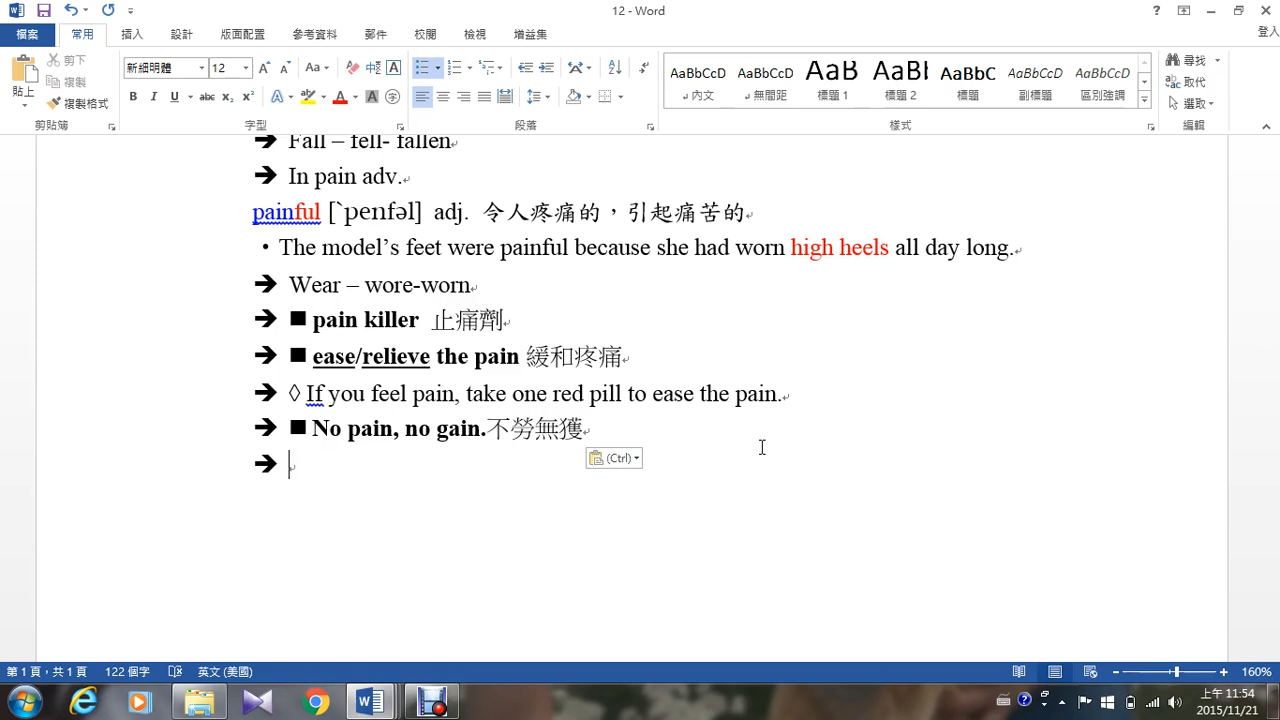 12 - Word
檔案 常用 插入 設計 版面配置 參考資料 郵件 校閱 檢視 增益集 登入
貼上 剪下 複製 複製格式
新細明體 12
AaBbCcD AaBbCcD AaB AaBl AaBbC AaBbCcD AaBbCcD
內文 無間距 標題 1 標題 2 標題 副標題 區別強調
尋找 取代 選取
剪貼簿 字型 段落 樣式 編輯
➔ Fall – fell- fallen
➔ In pain adv.
painful [ˋpenfəl] adj. 令人疼痛的，引起痛苦的
・The model’s feet were painful because she had worn high heels all day long.
➔ Wear – wore-worn
➔ ■ pain killer 止痛劑
➔ ■ ease/relieve the pain 緩和疼痛
➔ ◊ If you feel pain, take one red pill to ease the pain.
➔ ■ No pain, no gain.不勞無獲
➔
(Ctrl)
第 1 頁，共 1 頁 122 個字 英文 (美國) 160%
上午 11:54
2015/11/21